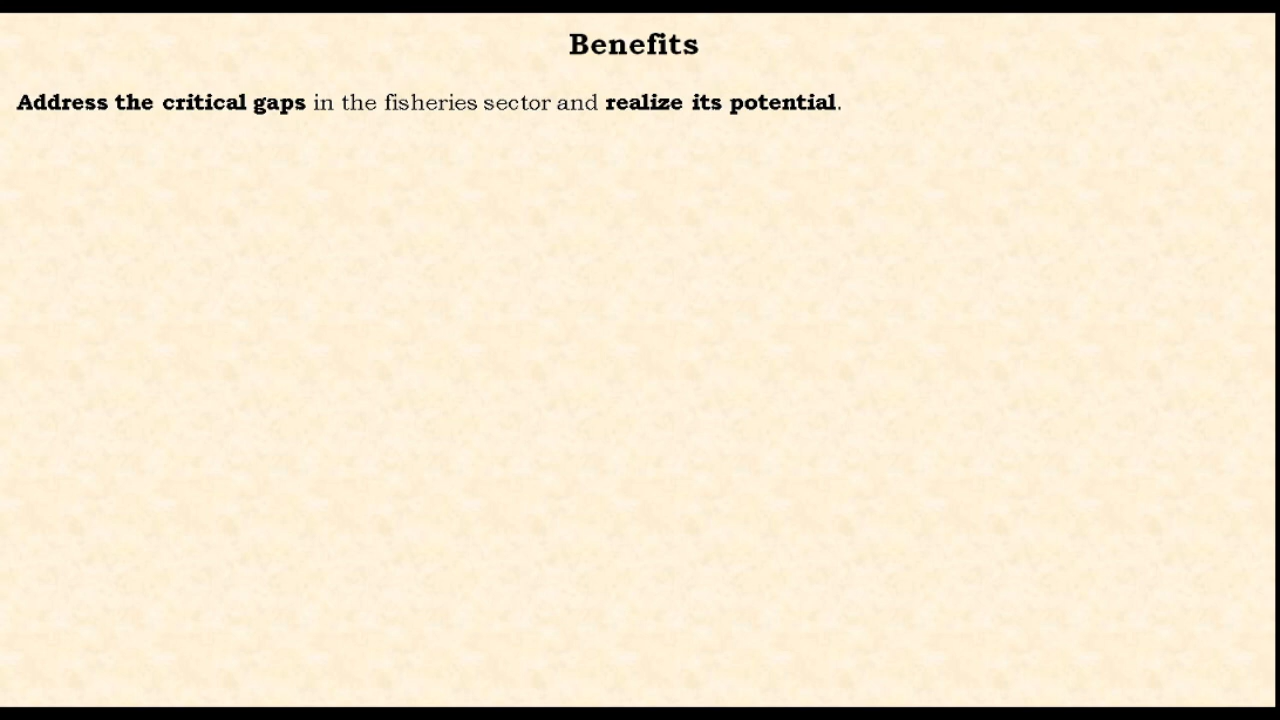 Benefits
Address the critical gaps in the fisheries sector and realize its potential.